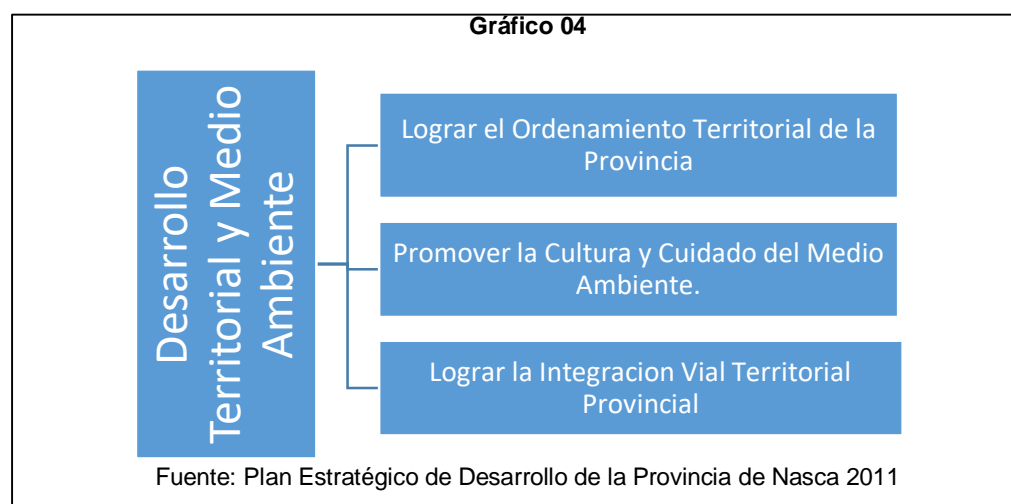 Gráfico 04
Desarrollo
Territorial y Medio
Ambiente
Lograr el Ordenamiento Territorial de la
Provincia
Promover la Cultura y Cuidado del Medio
Ambiente.
Lograr la Integracion Vial Territorial
Provincial
Fuente: Plan Estratégico de Desarrollo de la Provincia de Nasca 2011